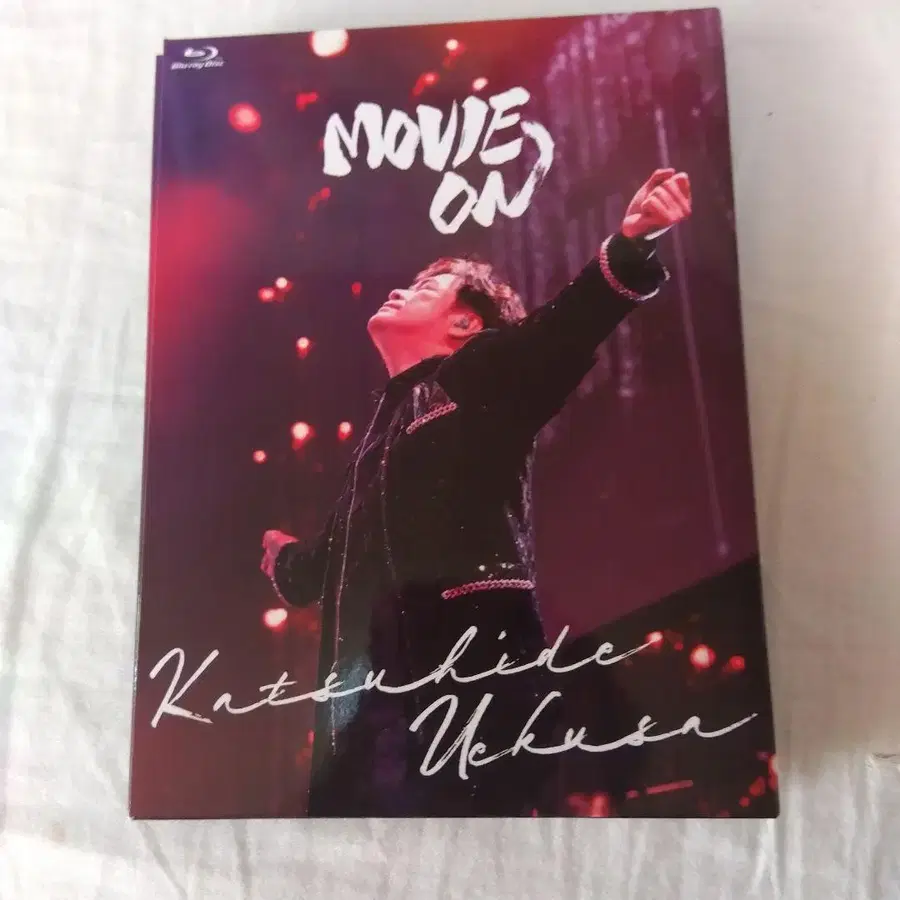 Blu-ray Disc
MOVIE
ON
Katsuhide
Uekusa